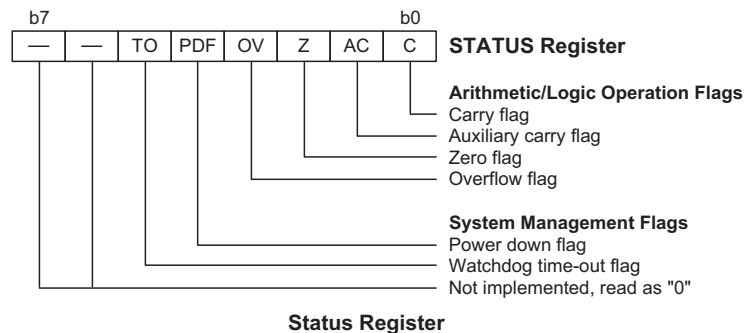 b7 b0
— — TO PDF OV Z AC C STATUS Register
Arithmetic/Logic Operation Flags
Carry flag
Auxiliary carry flag
Zero flag
Overflow flag
System Management Flags
Power down flag
Watchdog time-out flag
Not implemented, read as "0"
Status Register